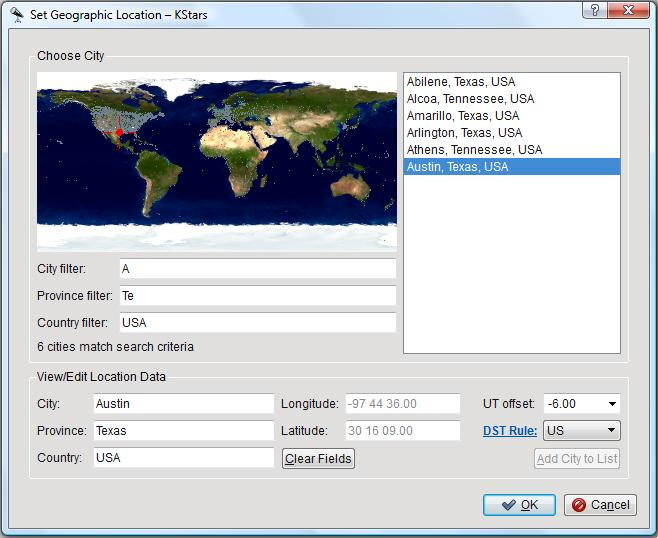 Set Geographic Location – KStars
Choose City
Abilene, Texas, USA
Alcoa, Tennessee, USA
Amarillo, Texas, USA
Arlington, Texas, USA
Athens, Tennessee, USA
Austin, Texas, USA
City filter: A
Province filter: Te
Country filter: USA
6 cities match search criteria
View/Edit Location Data
City: Austin Longitude: -97 44 36.00 UT offset: -6.00
Province: Texas Latitude: 30 16 09.00 DST Rule: US
Country: USA Clear Fields Add City to List
OK Cancel